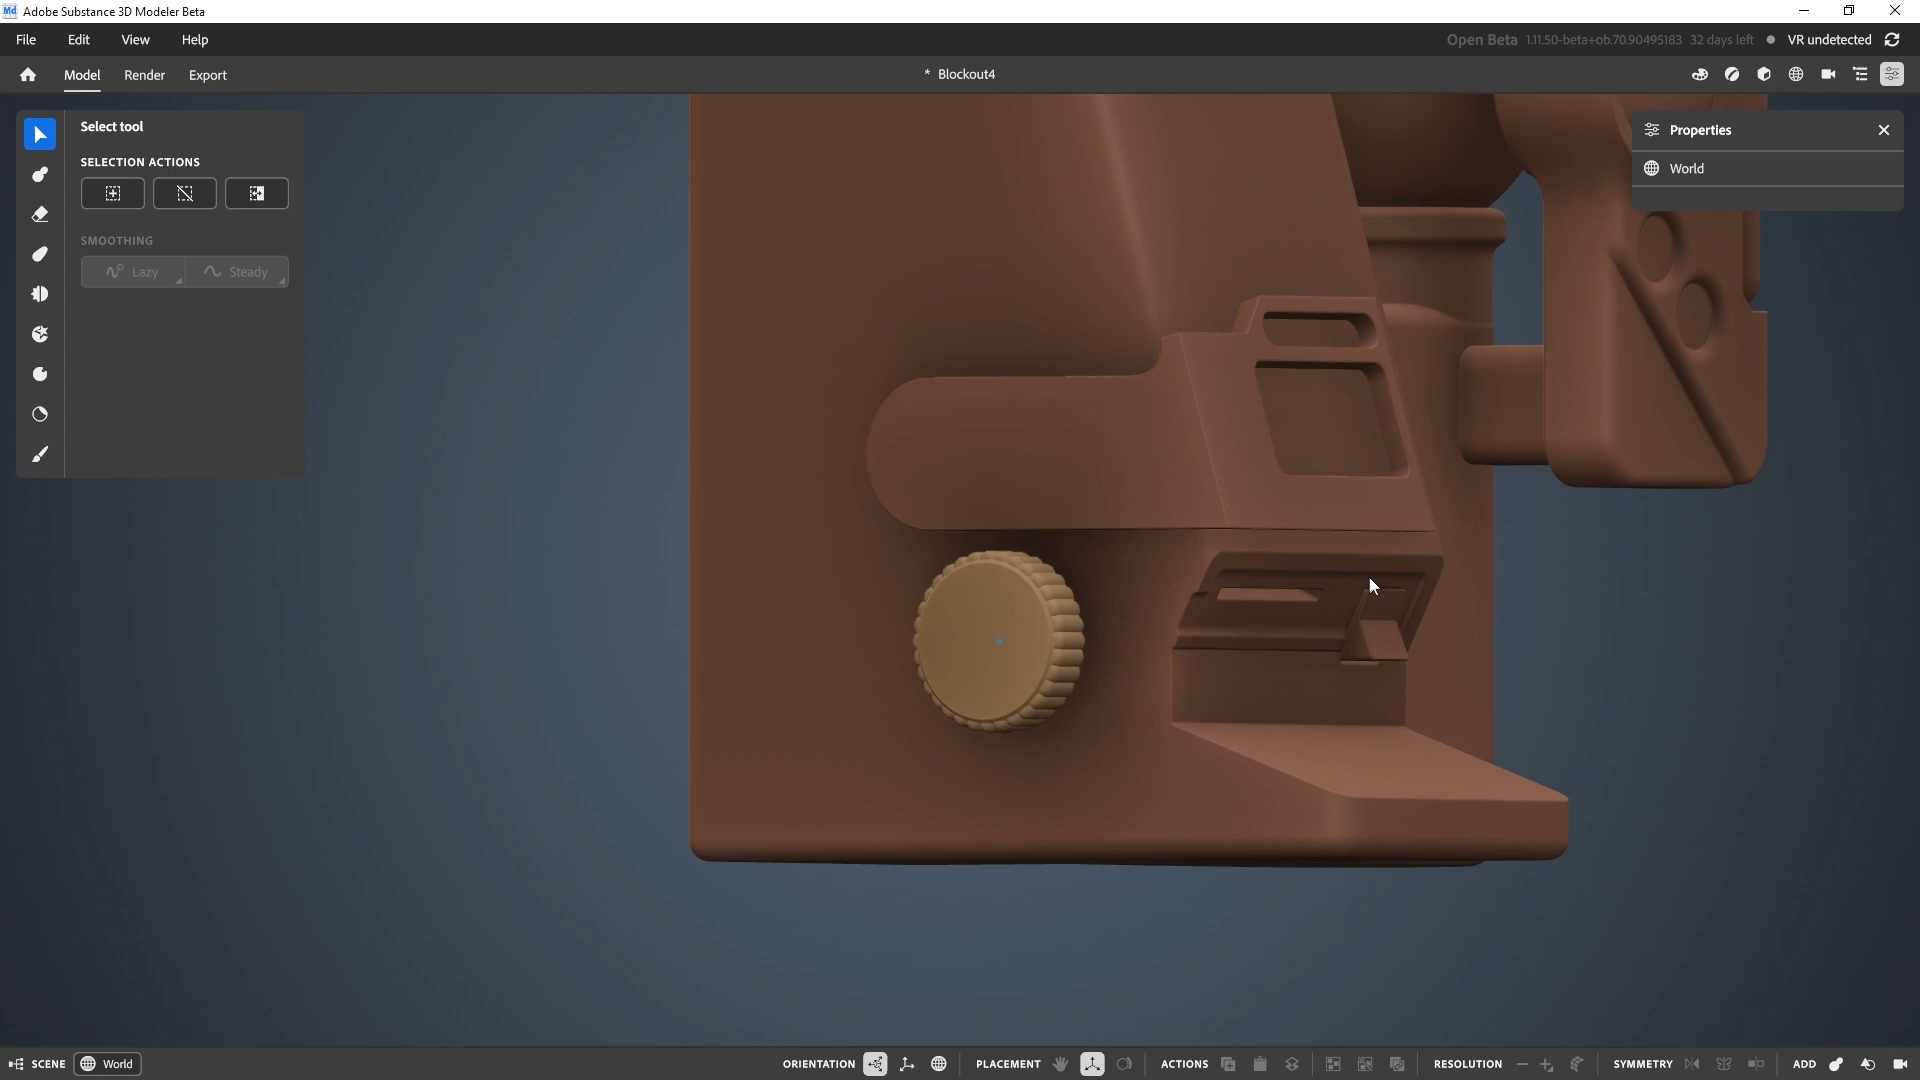 Md Adobe Substance 3D Modeler Beta
File Edit View Help
Open Beta 1.11.50-beta+ob.70.90495183 32 days left VR undetected
Model Render Export
* Blockout4
Select tool
SELECTION ACTIONS
SMOOTHING
Lazy Steady
Properties
World
SCENE World ORIENTATION PLACEMENT ACTIONS RESOLUTION SYMMETRY ADD